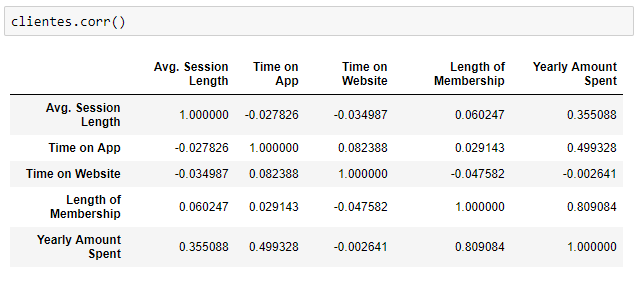 clientes.corr()
Avg. Session Length Time on App Time on Website Length of Membership Yearly Amount Spent
Avg. Session Length 1.000000 -0.027826 -0.034987 0.060247 0.355088
Time on App -0.027826 1.000000 0.082388 0.029143 0.499328
Time on Website -0.034987 0.082388 1.000000 -0.047582 -0.002641
Length of Membership 0.060247 0.029143 -0.047582 1.000000 0.809084
Yearly Amount Spent 0.355088 0.499328 -0.002641 0.809084 1.000000